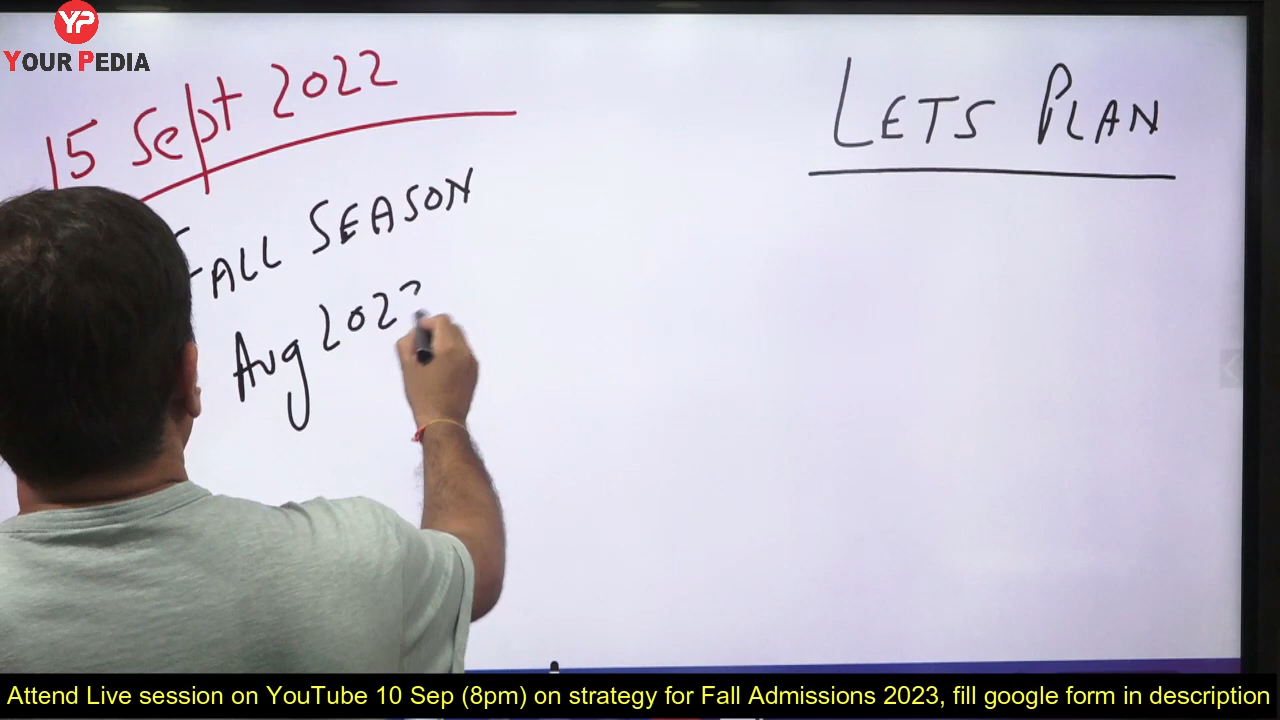 YP
YOUR PEDIA
15 Sept 2022
LETS PLAN
FALL SEASON
Aug
Attend Live session on YouTube 10 Sep (8pm) on strategy for Fall Admissions 2023, fill google form in description